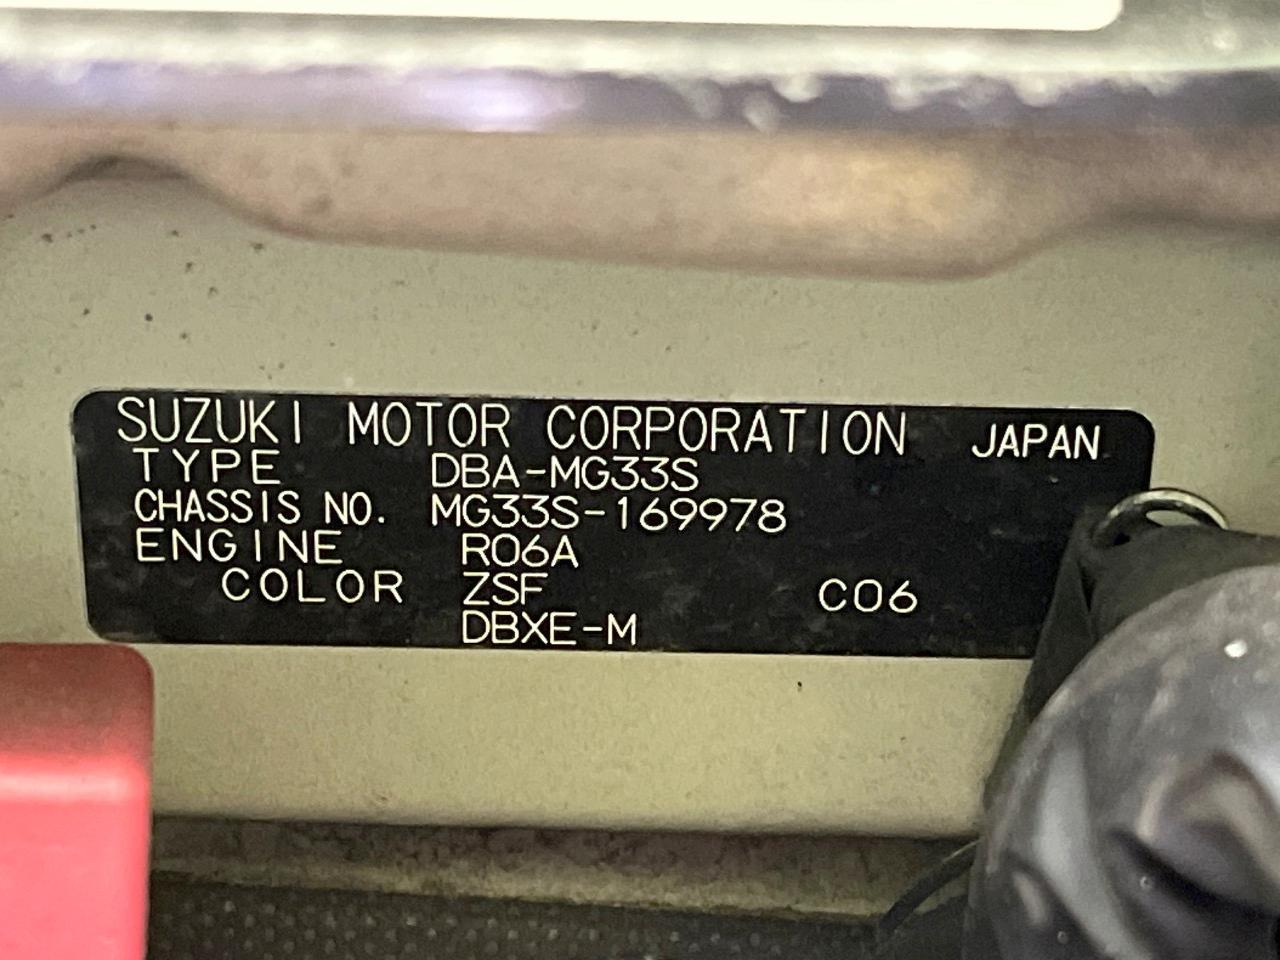 SUZUKI MOTOR CORPORATION JAPAN
TYPE DBA-MG33S
CHASSIS NO. MG33S-169978
ENGINE R06A
COLOR ZSF C06
DBXE-M